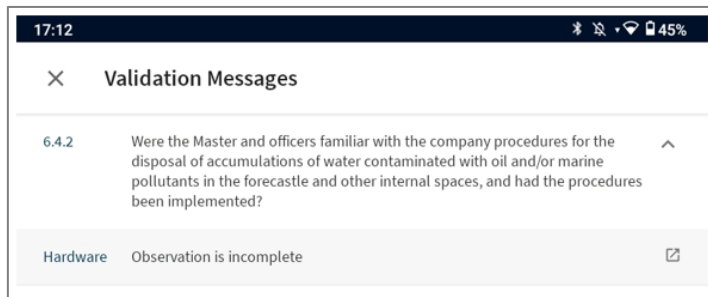 17:12 45%
Validation Messages
6.4.2 Were the Master and officers familiar with the company procedures for the
disposal of accumulations of water contaminated with oil and/or marine
pollutants in the forecastle and other internal spaces, and had the procedures
been implemented?
Hardware Observation is incomplete